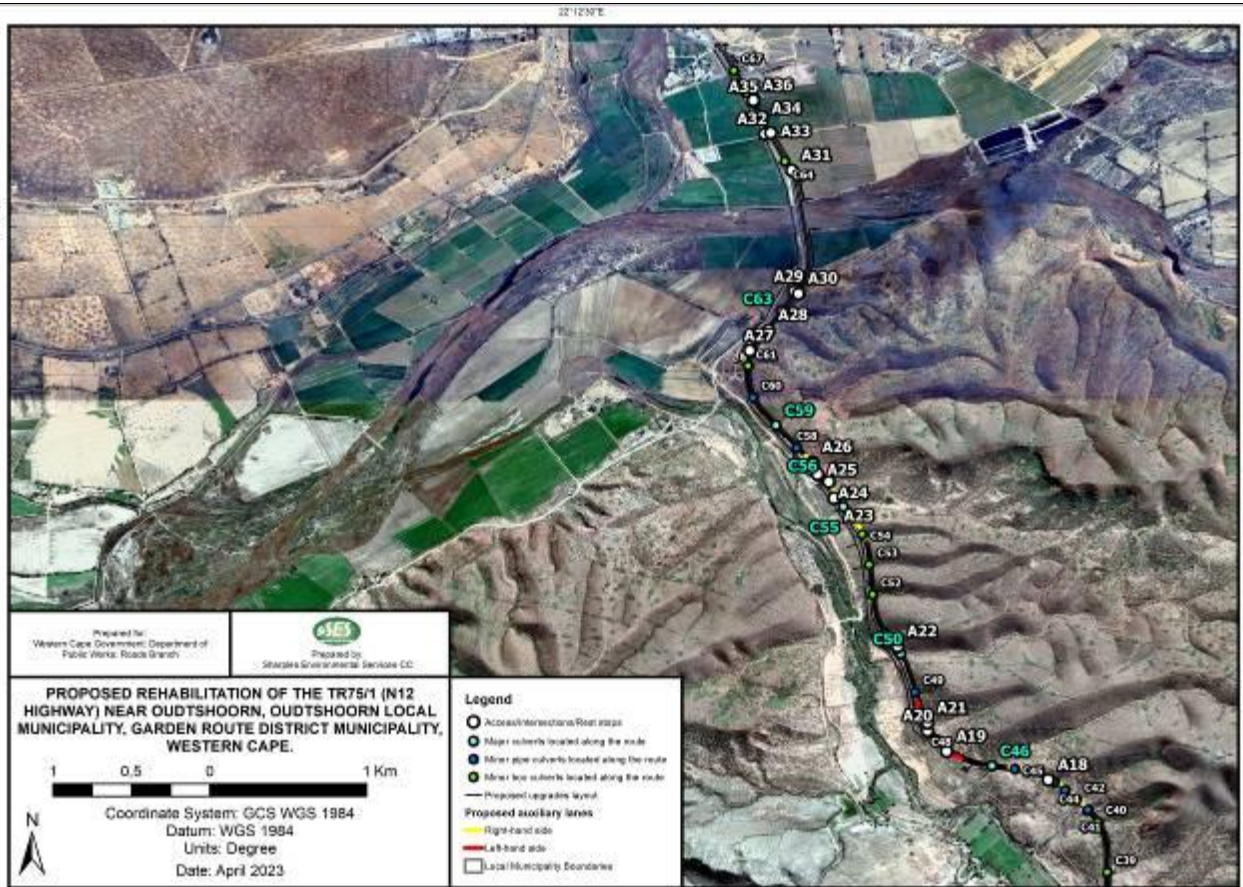 22°12'30"E
C67
A35 A36
A34
A32
A33
A31
C64
A29 A30
C63
A28
A27
C61
C60
C59
C58
A26
C56
A25
A24
A23
C55
C54
C53
C52
A22
C50
C49
A20 A21
A19
C48
C46
C45
A18
C42
C44
C40
C41
C39
Prepared for:
Western Cape Government: Department of
Public Works: Roads Branch
SES
Prepared by:
Sharples Environmental Services CC
PROPOSED REHABILITATION OF THE TR75/1 (N12
HIGHWAY) NEAR OUDTSHOORN, OUDTSHOORN LOCAL
MUNICIPALITY, GARDEN ROUTE DISTRICT MUNICIPALITY,
WESTERN CAPE.
1 0.5 0 1 Km
N
Coordinate System: GCS WGS 1984
Datum: WGS 1984
Units: Degree
Date: April 2023
Legend
Access/Intersections/Rest stops
Major culverts located along the route
Minor pipe culverts located along the route
Minor box culverts located along the route
Proposed upgrades layout
Proposed auxiliary lanes
Right-hand side
Left-hand side
Local Municipality Boundaries